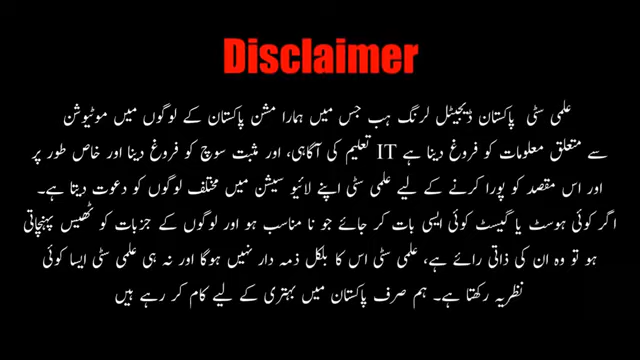 Disclaimer
علمی سٹی پاکستان ڈیجیٹل لرنگ ہب جس میں ہمارا مشن پاکستان کے لوگوں میں موٹیوشن
سے متعلق معلومات کو فروغ دینا ہے IT تعلیم کی آگاہی، اور مثبت سوچ کو فروغ دینا اور خاص طور پر
اور اس مقصد کو پورا کرنے کے لیے علمی سٹی اپنے لائیو سیشن میں مختلف لوگوں کو دعوت دیتا ہے۔
اگر کوئی ہوسٹ یا گیسٹ کوئی ایسی بات کر جائے جو نا مناسب ہو اور لوگوں کے جزبات کو ٹھیس پہنچاتی
ہو تو وہ ان کی ذاتی رائے ہے، علمی سٹی اس کا بلکل ذمہ دار نہیں ہوگا اور نہ ہی علمی سٹی ایسا کوئی
نظریہ رکھتا ہے۔ ہم صرف پاکستان میں بہتری کے لیے کام کر رہے ہیں